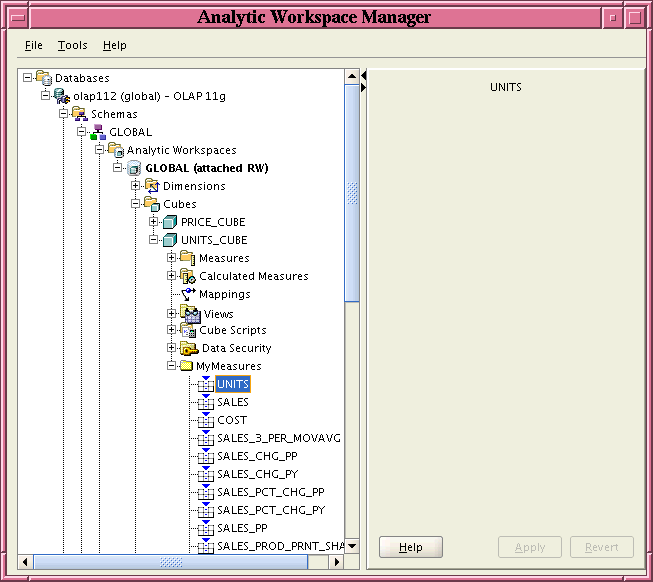 Analytic Workspace Manager
File Tools Help
Databases
olap112 (global) - OLAP 11g
Schemas
GLOBAL
Analytic Workspaces
GLOBAL (attached RW)
Dimensions
Cubes
PRICE_CUBE
UNITS_CUBE
Measures
Calculated Measures
Mappings
Views
Cube Scripts
Data Security
MyMeasures
UNITS
SALES
COST
SALES_3_PER_MOVAVG
SALES_CHG_PP
SALES_CHG_PY
SALES_PCT_CHG_PP
SALES_PCT_CHG_PY
SALES_PP
SALES_PROD_PRNT_SHA
UNITS
Help Apply Revert